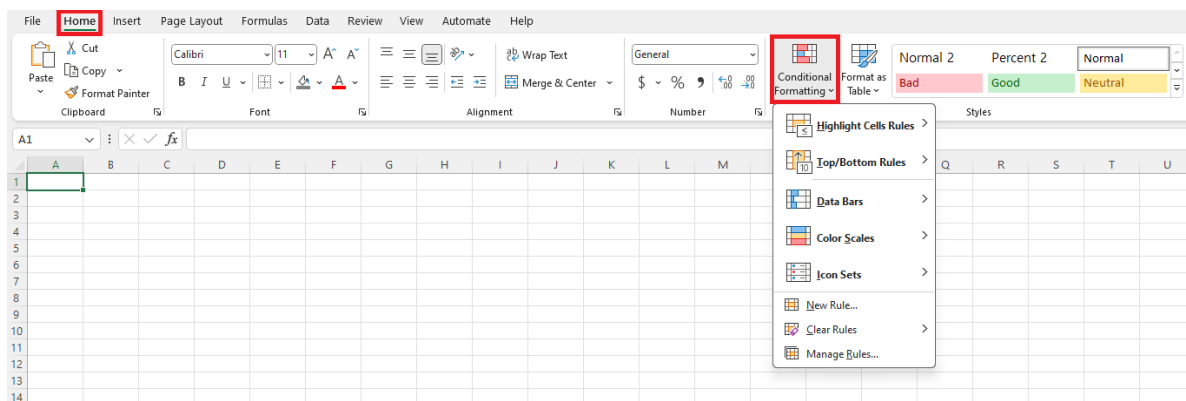 File Home Insert Page Layout Formulas Data Review View Automate Help
Cut
Copy
Format Painter
Paste
Clipboard
Calibri 11 A^ A˅
B I U A
Font
Wrap Text
Merge & Center
Alignment
General
$ % 9 .00
Number
Conditional Formatting
Format as Table
Normal 2 Percent 2 Normal
Bad Good Neutral
Styles
A1 fx
A B C D E F G H I J K L M Q R S T U
1
2
3
4
5
6
7
8
9
10
11
12
13
14
Highlight Cells Rules
Top/Bottom Rules
Data Bars
Color Scales
Icon Sets
New Rule...
Clear Rules
Manage Rules...